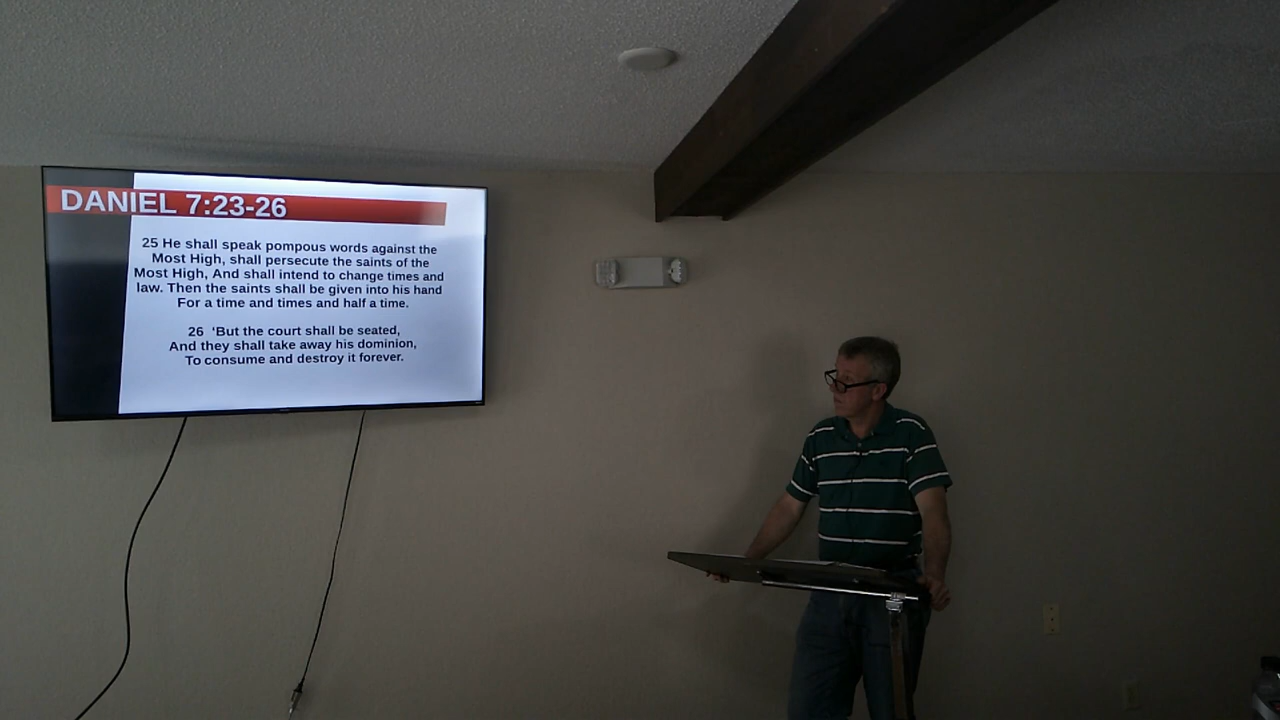 DANIEL 7:23-26
25 He shall speak pompous words against the
Most High, shall persecute the saints of the
Most High, And shall intend to change times and
law. Then the saints shall be given into his hand
For a time and times and half a time.
26  'But the court shall be seated,
And they shall take away his dominion,
To consume and destroy it forever.